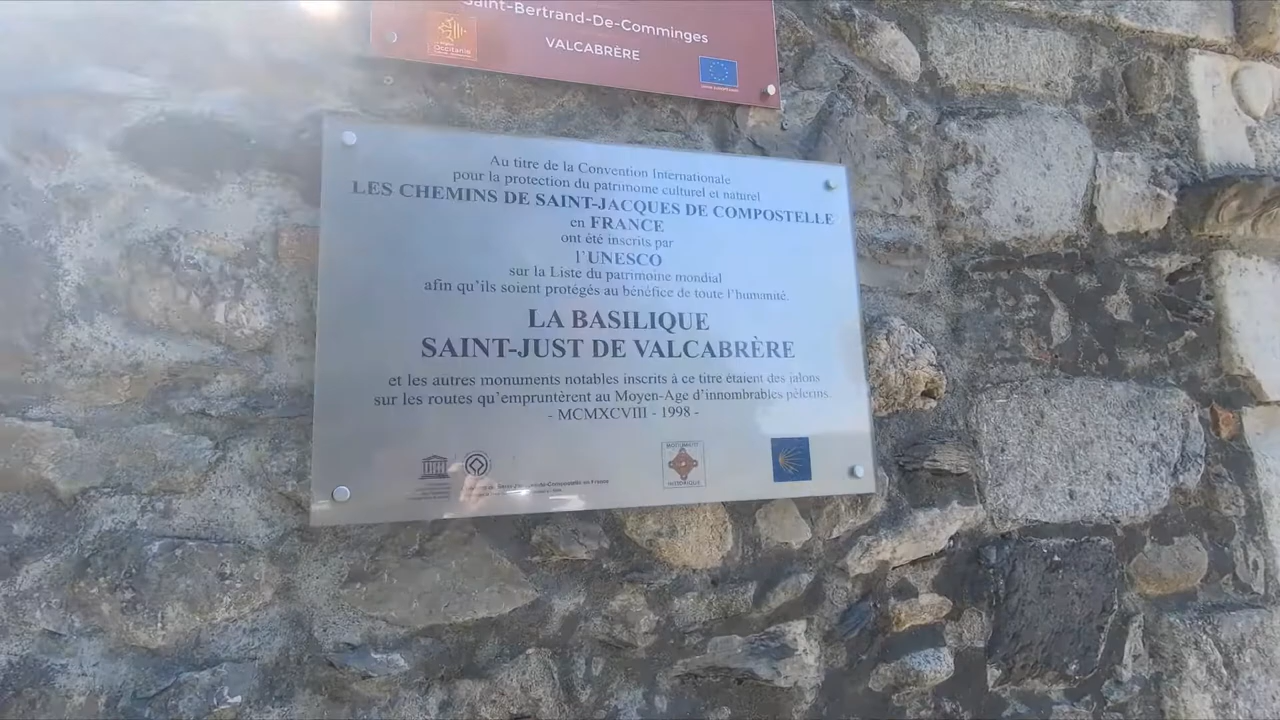 Saint-Bertrand-De-Comminges
VALCABRÈRE
Occitanie
Au titre de la Convention Internationale
pour la protection du patrimoine culturel et naturel
LES CHEMINS DE SAINT-JACQUES DE COMPOSTELLE
en FRANCE
ont été inscrits par
l'UNESCO
sur la Liste du patrimoine mondial
afin qu'ils soient protégés au bénéfice de toute l'humanité.
LA BASILIQUE
SAINT-JUST DE VALCABRÈRE
et les autres monuments notables inscrits à ce titre étaient des jalons
sur les routes qu'empruntèrent au Moyen-Age d'innombrables pèlerins.
- MCMXCVIII - 1998 -
MONUMENT
HISTORIQUE